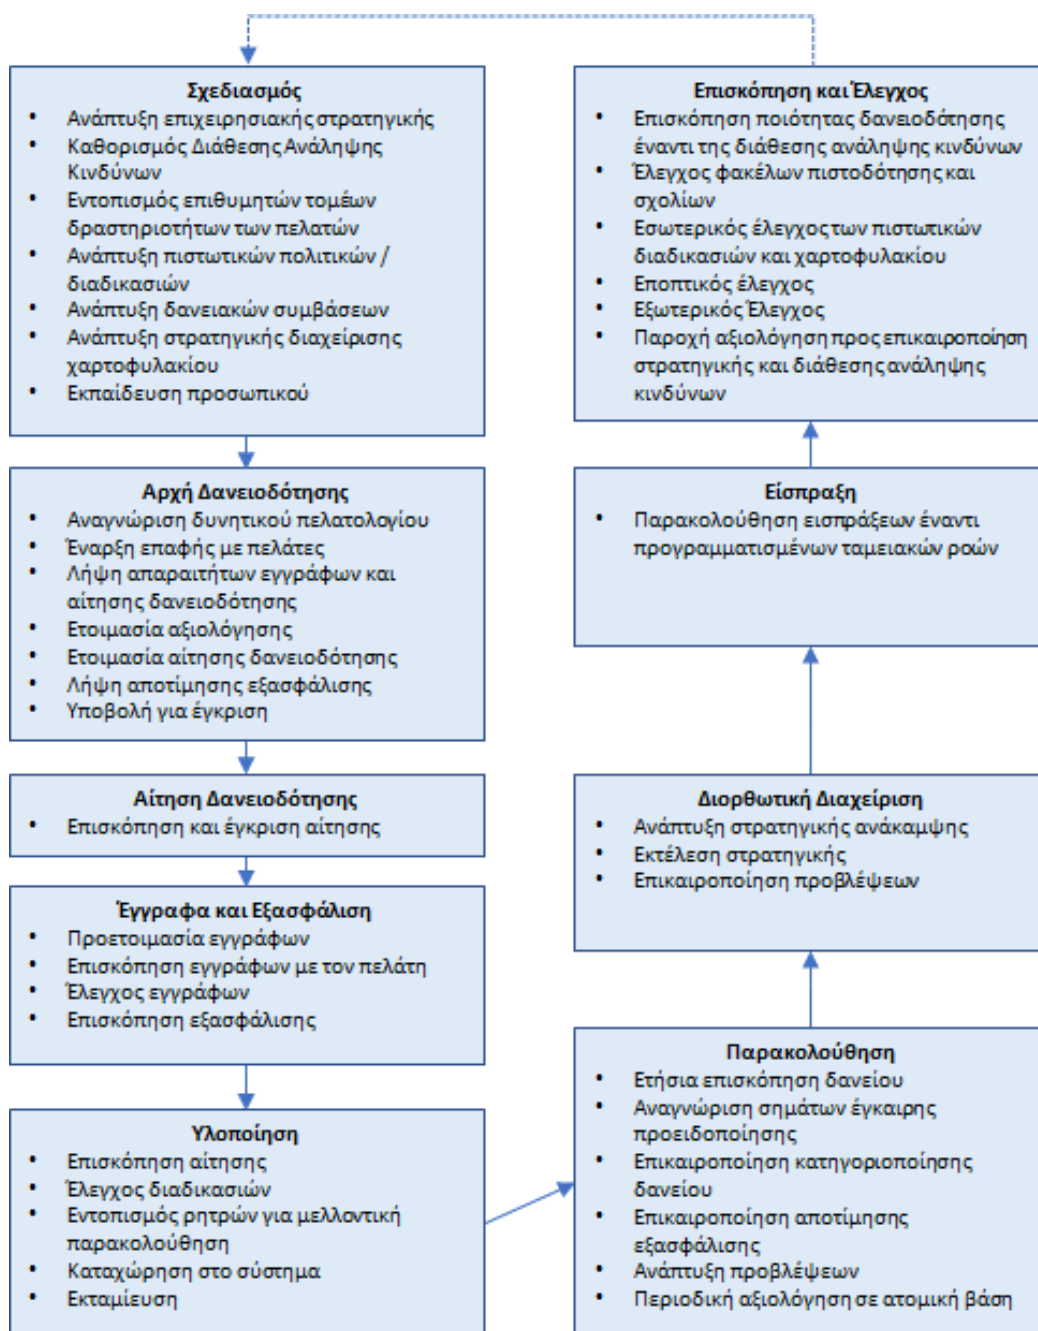 Σχεδιασμός
• Ανάπτυξη επιχειρησιακής στρατηγικής
• Καθορισμός Διάθεσης Ανάληψης
Κινδύνων
• Εντοπισμός επιθυμητών τομέων
δραστηριοτήτων των πελατών
• Ανάπτυξη πιστωτικών πολιτικών /
διαδικασιών
• Ανάπτυξη δανειακών συμβάσεων
• Ανάπτυξη στρατηγικής διαχείρισης
χαρτοφυλακίου
• Εκπαίδευση προσωπικού
Αρχή Δανειοδότησης
• Αναγνώριση δυνητικού πελατολογίου
• Έναρξη επαφής με πελάτες
• Λήψη απαραιτήτων εγγράφων και
αίτησης δανειοδότησης
• Ετοιμασία αξιολόγησης
• Ετοιμασία αίτησης δανειοδότησης
• Λήψη αποτίμησης εξασφάλισης
• Υποβολή για έγκριση
Αίτηση Δανειοδότησης
• Επισκόπηση και έγκριση αίτησης
Έγγραφα και Εξασφάλιση
• Προετοιμασία εγγράφων
• Επισκόπηση εγγράφων με τον πελάτη
• Έλεγχος εγγράφων
• Επισκόπηση εξασφάλισης
Υλοποίηση
• Επισκόπηση αίτησης
• Έλεγχος διαδικασιών
• Εντοπισμός ρητρών για μελλοντική
παρακολούθηση
• Καταχώρηση στο σύστημα
• Εκταμίευση
Παρακολούθηση
• Ετήσια επισκόπηση δανείου
• Αναγνώριση σημάτων έγκαιρης
προειδοποίησης
• Επικαιροποίηση κατηγοριοποίησης
δανείου
• Επικαιροποίηση αποτίμησης
εξασφάλισης
• Ανάπτυξη προβλέψεων
• Περιοδική αξιολόγηση σε ατομική βάση
Διορθωτική Διαχείριση
• Ανάπτυξη στρατηγικής ανάκαμψης
• Εκτέλεση στρατηγικής
• Επικαιροποίηση προβλέψεων
Είσπραξη
• Παρακολούθηση εισπράξεων έναντι
προγραμματισμένων ταμειακών ροών
Επισκόπηση και Έλεγχος
• Επισκόπηση ποιότητας δανειοδότησης
έναντι της διάθεσης ανάληψης κινδύνων
• Έλεγχος φακέλων πιστοδότησης και
σχολίων
• Εσωτερικός έλεγχος των πιστωτικών
διαδικασιών και χαρτοφυλακίου
• Εποπτικός έλεγχος
• Εξωτερικός Έλεγχος
• Παροχή αξιολόγηση προς επικαιροποίηση
στρατηγικής και διάθεσης ανάληψης
κινδύνων